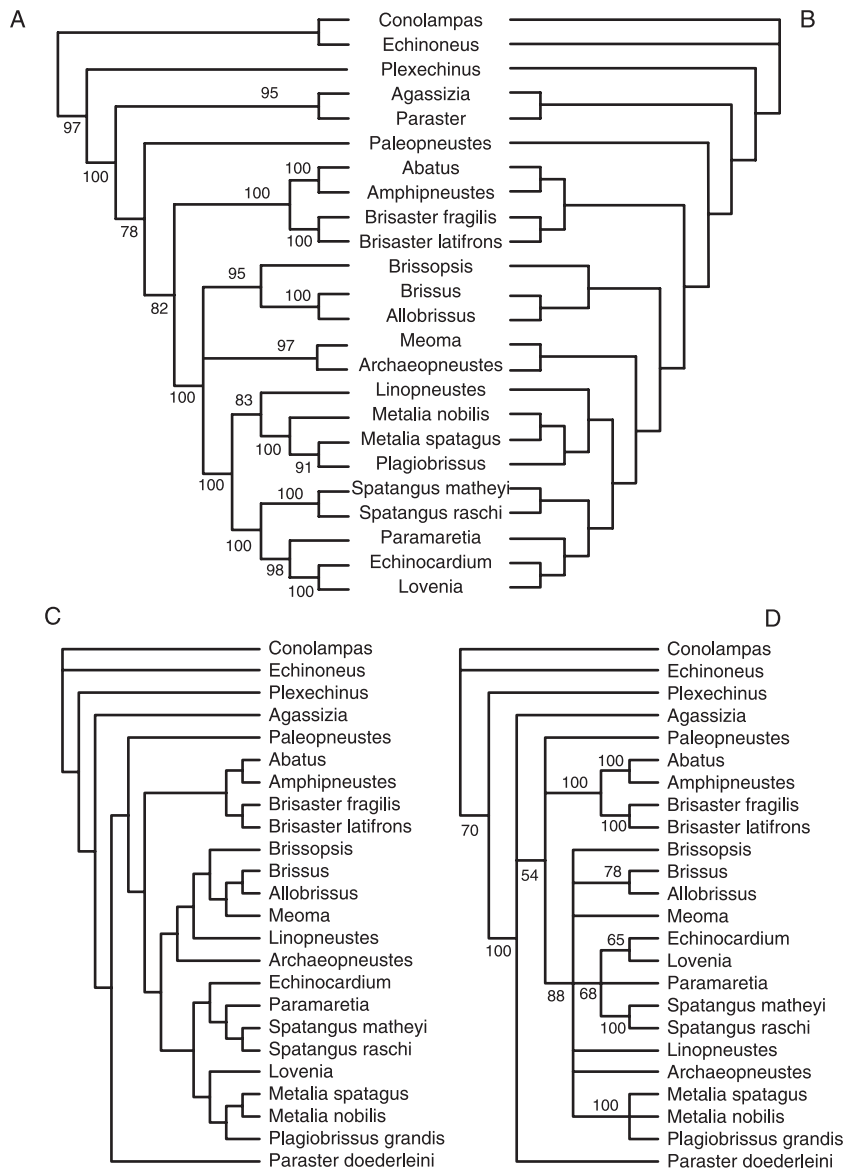 A
B
Conolampas
Echinoneus
Plexechinus
95
Agassizia
97
Paraster
100
Paleopneustes
100
Abatus
100
Amphipneustes
78
Brisaster fragilis
100
Brisaster latifrons
95
Brissopsis
82
100
Brissus
Allobrissus
97
Meoma
Archaeopneustes
100
83
Linopneustes
Metalia nobilis
100
Metalia spatagus
91
Plagiobrissus
100
100
Spatangus matheyi
Spatangus raschi
100
Paramaretia
98
Echinocardium
100
Lovenia
C
Conolampas
Echinoneus
Plexechinus
Agassizia
Paleopneustes
Abatus
Amphipneustes
Brisaster fragilis
Brisaster latifrons
Brissopsis
Brissus
Allobrissus
Meoma
Linopneustes
Archaeopneustes
Echinocardium
Paramaretia
Spatangus matheyi
Spatangus raschi
Lovenia
Metalia spatagus
Metalia nobilis
Plagiobrissus grandis
Paraster doederleini
D
Conolampas
Echinoneus
Plexechinus
Agassizia
Paleopneustes
100
Abatus
100
Amphipneustes
Brisaster fragilis
70
100
Brisaster latifrons
Brissopsis
54
78
Brissus
Allobrissus
Meoma
65
Echinocardium
100
Lovenia
88
68
Paramaretia
Spatangus matheyi
100
Spatangus raschi
Linopneustes
Archaeopneustes
100
Metalia spatagus
Metalia nobilis
Plagiobrissus grandis
Paraster doederleini